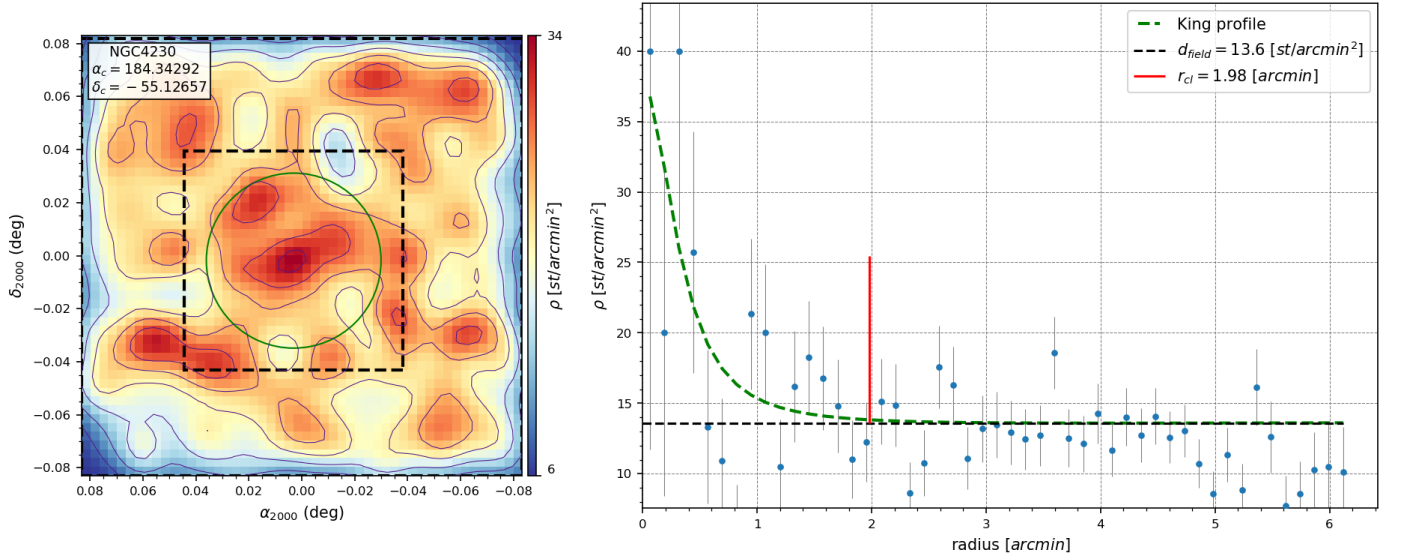 NGC4230
α_c = 184.34292
δ_c = −55.12657
0.08
0.06
0.04
0.02
0.00
−0.02
−0.04
−0.06
−0.08
δ2000 (deg)
0.08 0.06 0.04 0.02 0.00 −0.02 −0.04 −0.06 −0.08
α2000 (deg)
34
6
ρ [st/arcmin²]
King profile
d_field = 13.6 [st/arcmin²]
r_cl = 1.98 [arcmin]
40
35
30
25
20
15
10
ρ [st/arcmin²]
0 1 2 3 4 5 6
radius [arcmin]